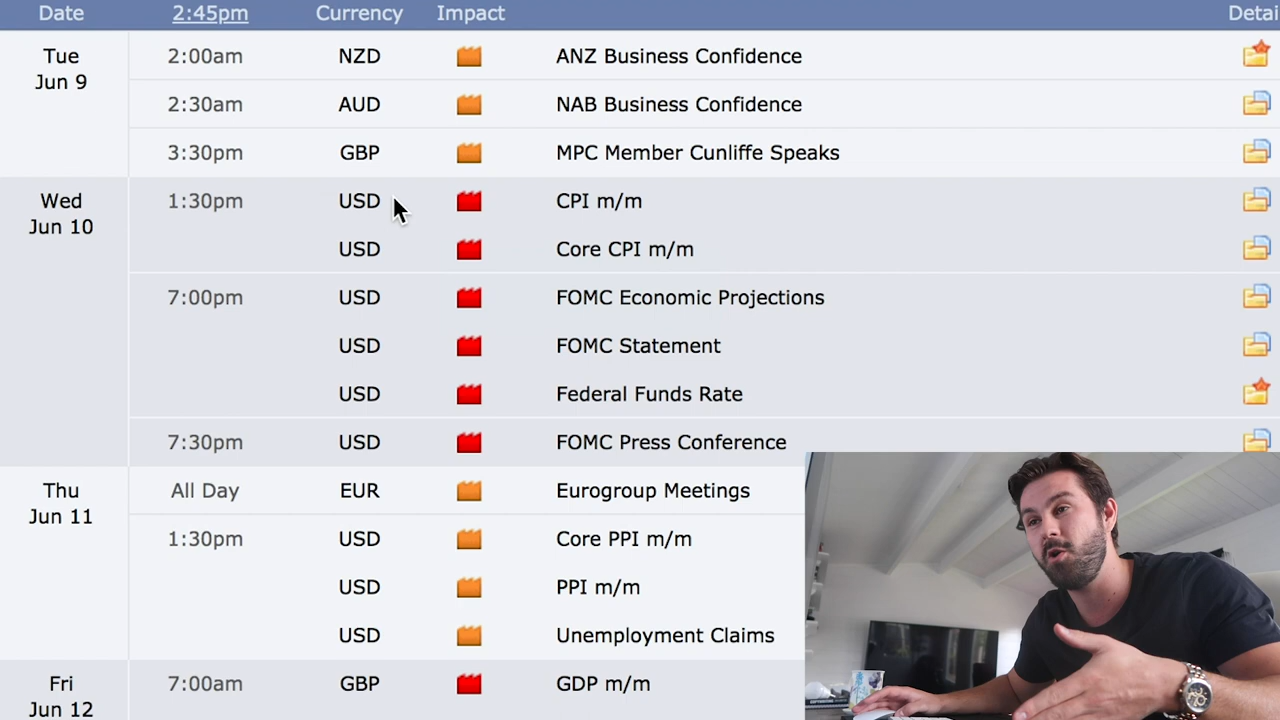 Date 2:45pm Currency Impact Detai
Tue 2:00am NZD ANZ Business Confidence
Jun 9
2:30am AUD NAB Business Confidence
3:30pm GBP MPC Member Cunliffe Speaks
Wed 1:30pm USD CPI m/m
Jun 10
USD Core CPI m/m
7:00pm USD FOMC Economic Projections
USD FOMC Statement
USD Federal Funds Rate
7:30pm USD FOMC Press Conference
Thu All Day EUR Eurogroup Meetings
Jun 11
1:30pm USD Core PPI m/m
USD PPI m/m
USD Unemployment Claims
Fri 7:00am GBP GDP m/m
Jun 12